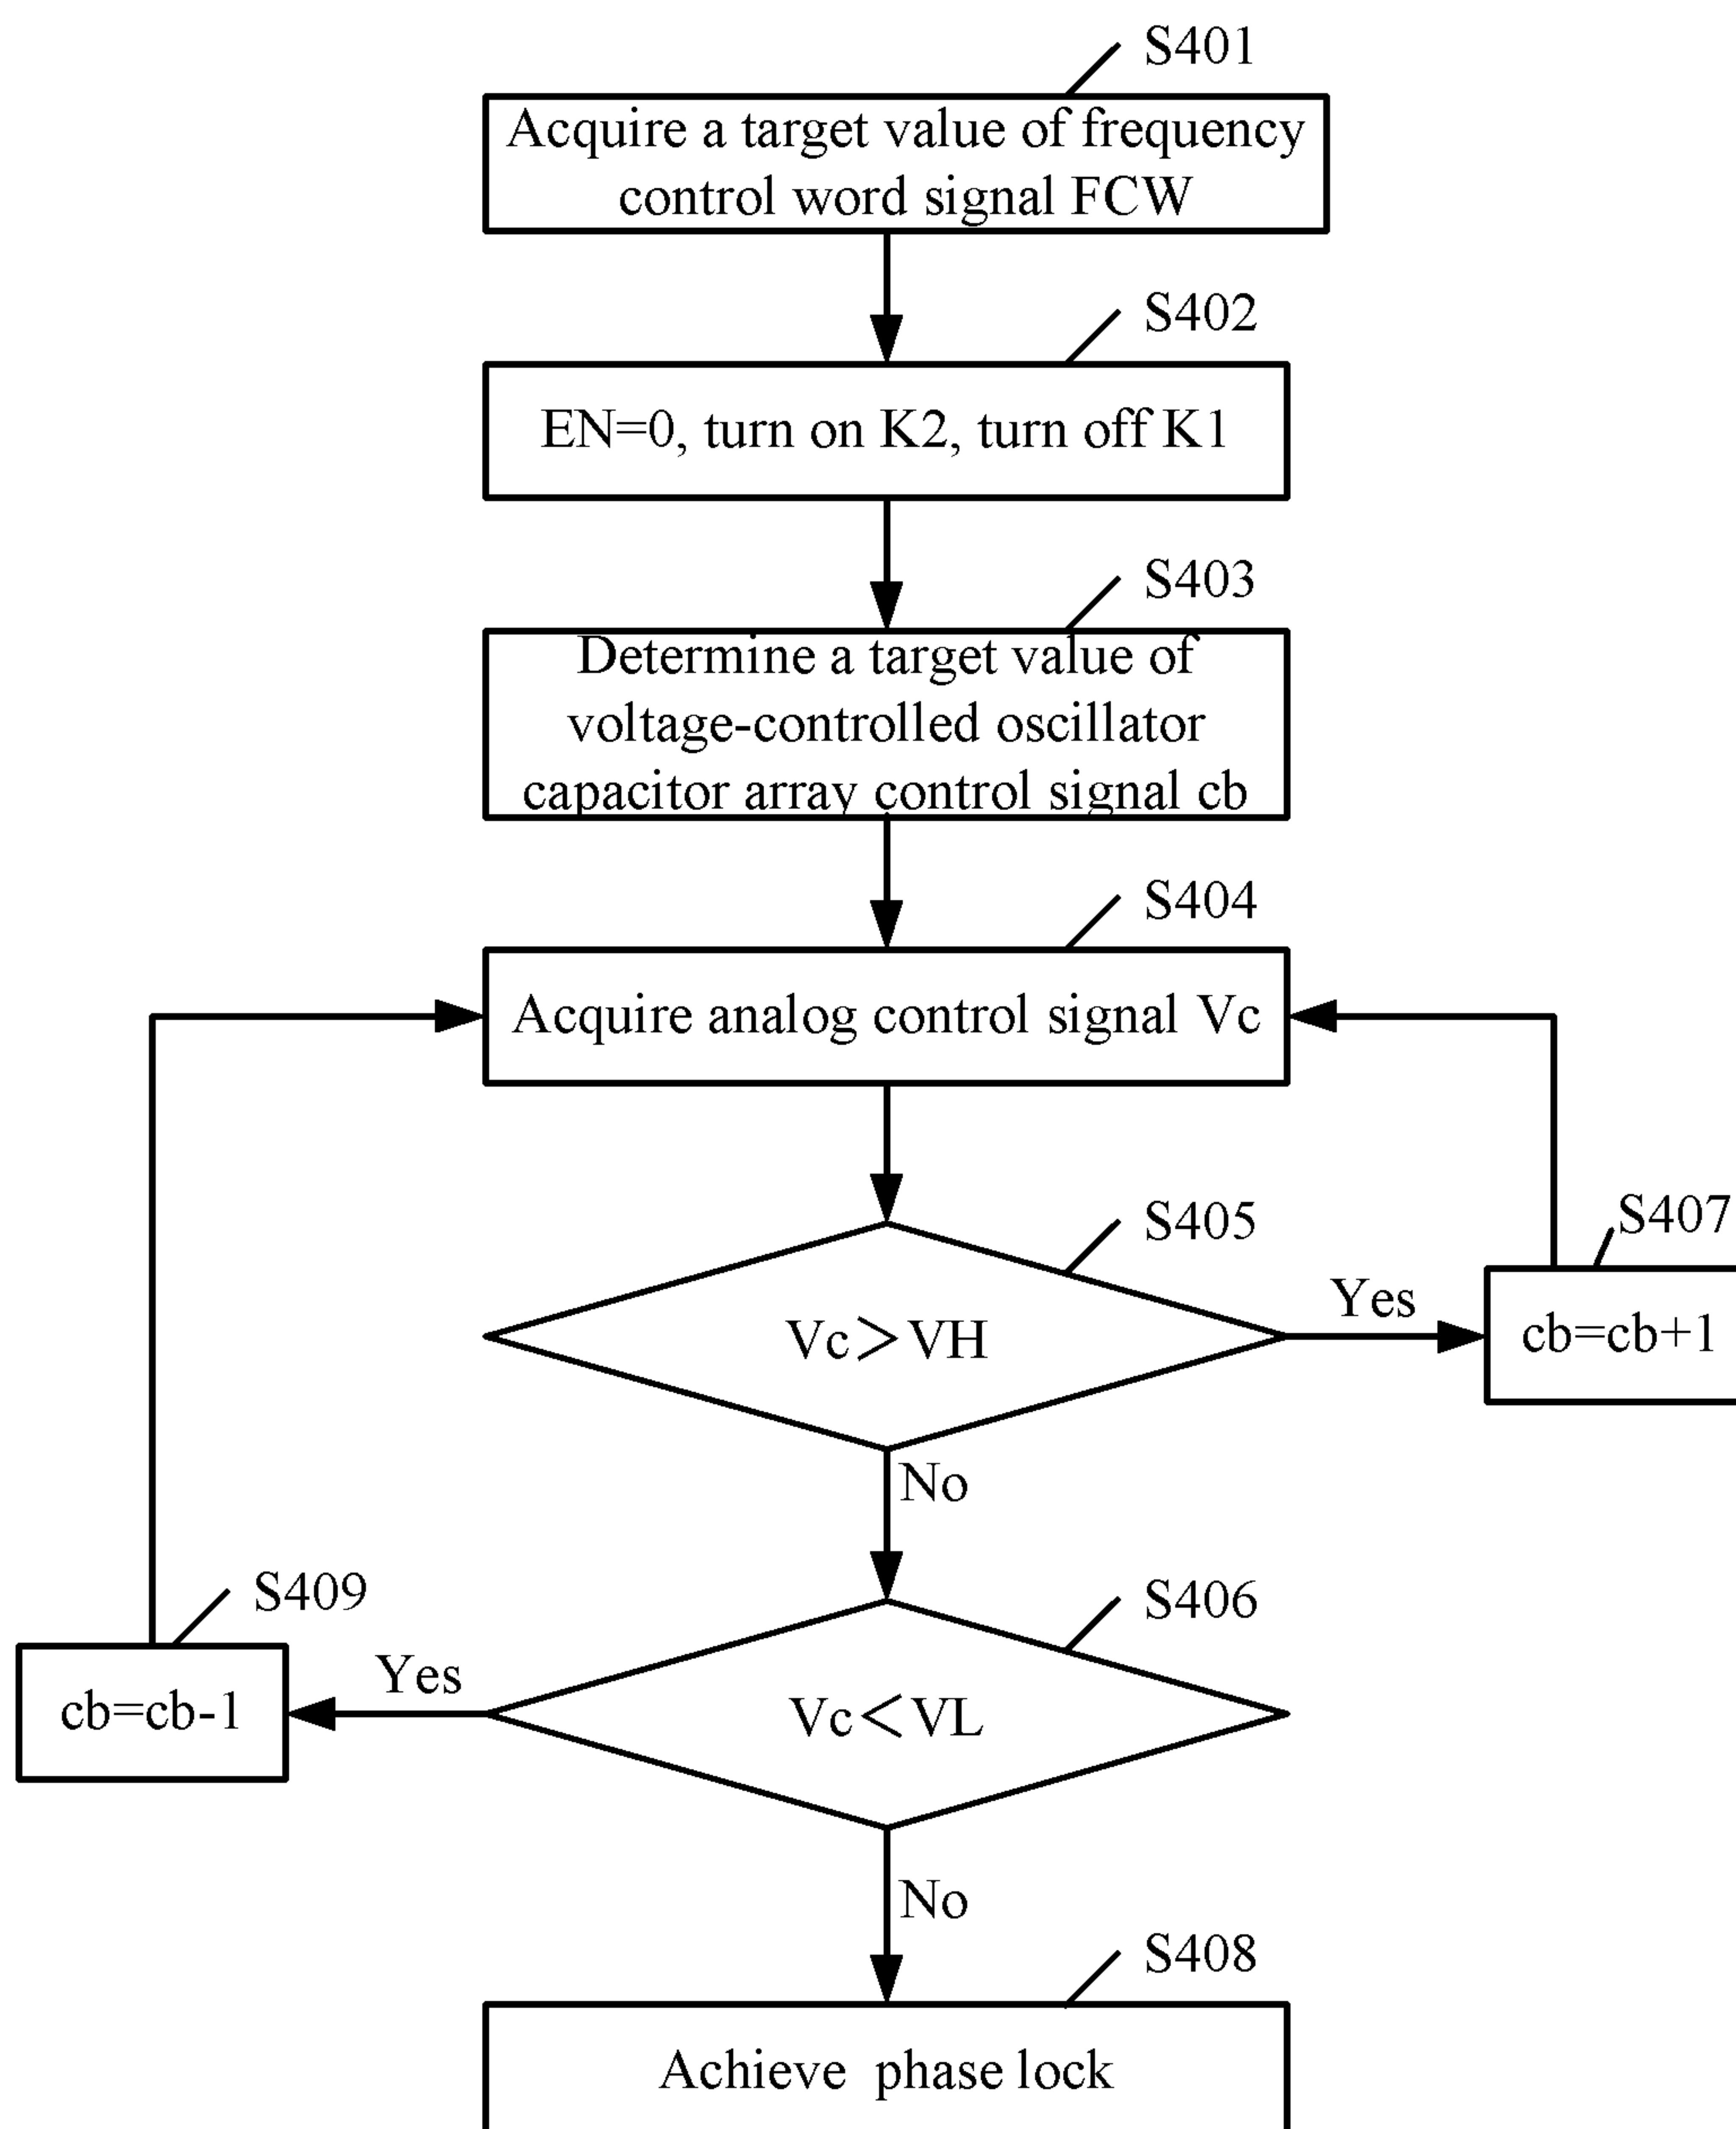 S401
Acquire a target value of frequency
control word signal FCW
S402
EN=0, turn on K2, turn off K1
S403
Determine a target value of
voltage-controlled oscillator
capacitor array control signal cb
S404
Acquire analog control signal Vc
S405
Vc＞VH
Yes
S407
cb=cb+1
No
S406
Vc＜VL
Yes
S409
cb=cb-1
No
S408
Achieve phase lock